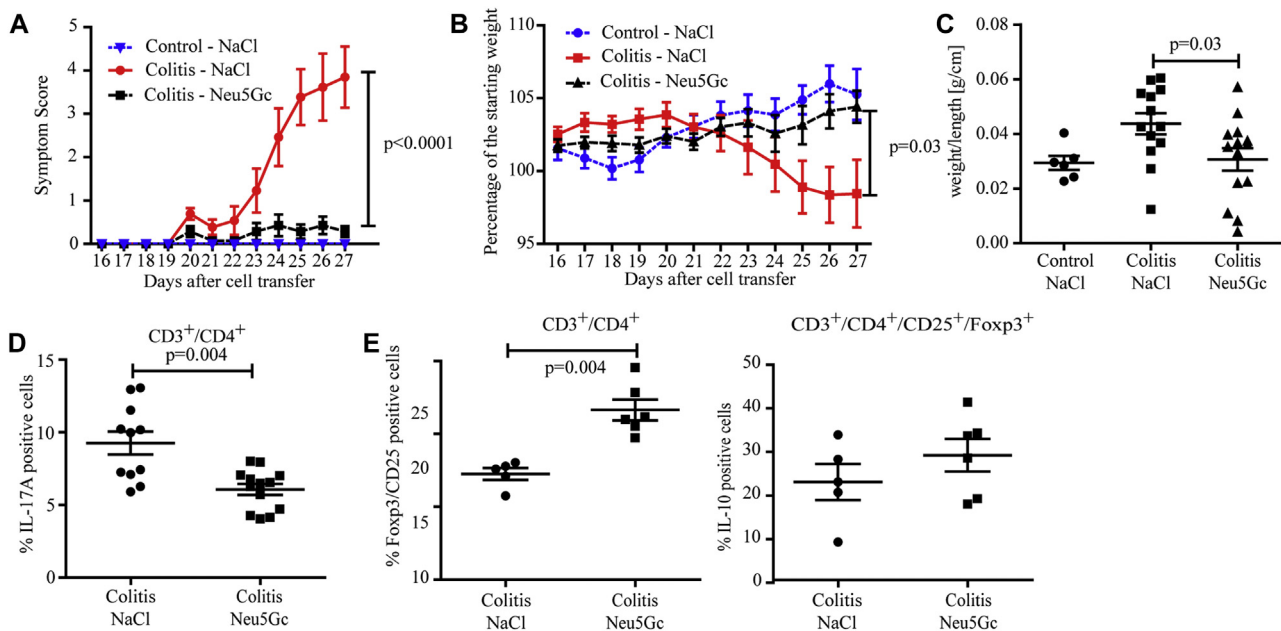 A
Symptom Score
5
4
3
2
1
0
Control - NaCl
Colitis - NaCl
Colitis - Neu5Gc
p<0.0001
16 17 18 19 20 21 22 23 24 25 26 27
Days after cell transfer
B
Percentage of the starting weight
110
105
100
95
Control - NaCl
Colitis - NaCl
Colitis - Neu5Gc
p=0.03
16 17 18 19 20 21 22 23 24 25 26 27
Days after cell transfer
C
weight/length [g/cm]
0.08
0.06
0.04
0.02
0.00
p=0.03
Control NaCl
Colitis NaCl
Colitis Neu5Gc
D
CD3+/CD4+
p=0.004
% IL-17A positive cells
15
10
5
0
Colitis NaCl
Colitis Neu5Gc
E
CD3+/CD4+
p=0.004
% Foxp3/CD25 positive cells
25
20
15
10
Colitis NaCl
Colitis Neu5Gc
CD3+/CD4+/CD25+/Foxp3+
% IL-10 positive cells
50
40
30
20
10
0
Colitis NaCl
Colitis Neu5Gc